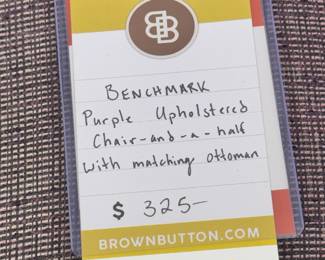 BB
BENCHMARK
Purple Upholstered
Chair-and-a-half
with matching ottoman
$ 325-
BROWNBUTTON.COM